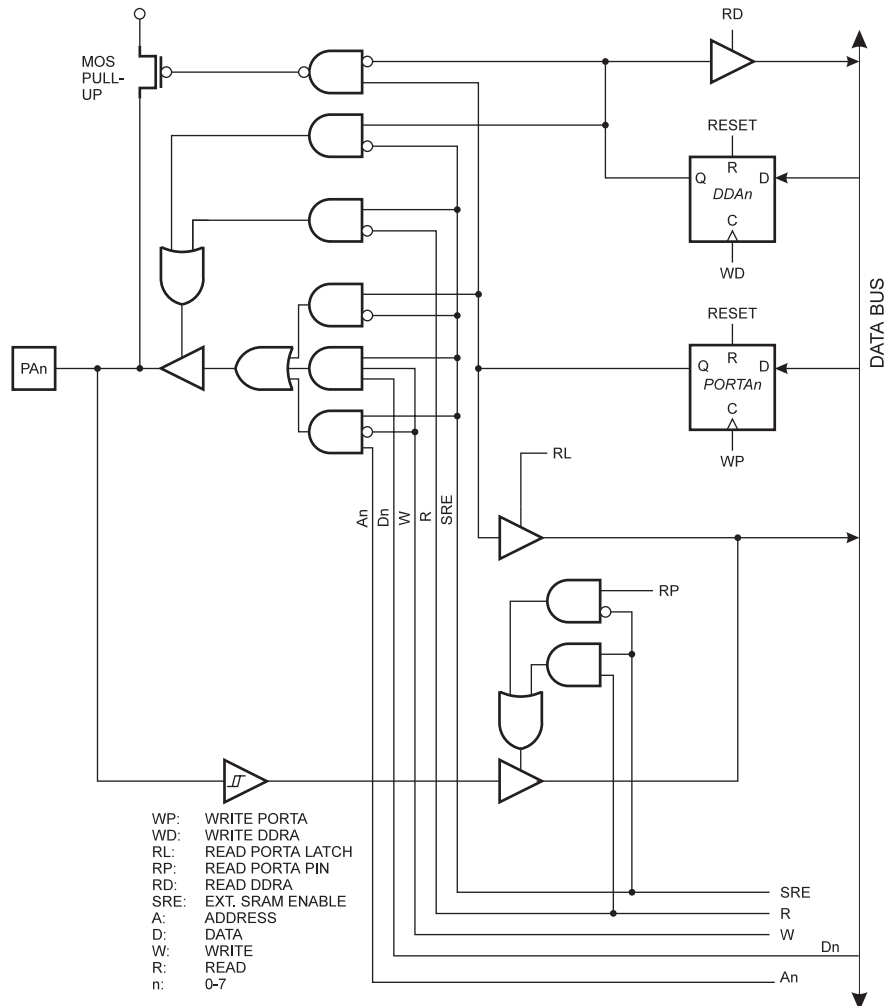 RD
MOS
PULL-
UP
RESET
R
Q
D
DDAn
C
WD
DATA BUS
RESET
R
PAn
Q
D
PORTAn
C
WP
RL
An
Dn
W
R
SRE
RP
WP: WRITE PORTA
WD: WRITE DDRA
RL: READ PORTA LATCH
RP: READ PORTA PIN
RD: READ DDRA
SRE: EXT. SRAM ENABLE
A: ADDRESS
D: DATA
W: WRITE
R: READ
n: 0-7
SRE
R
W
Dn
An